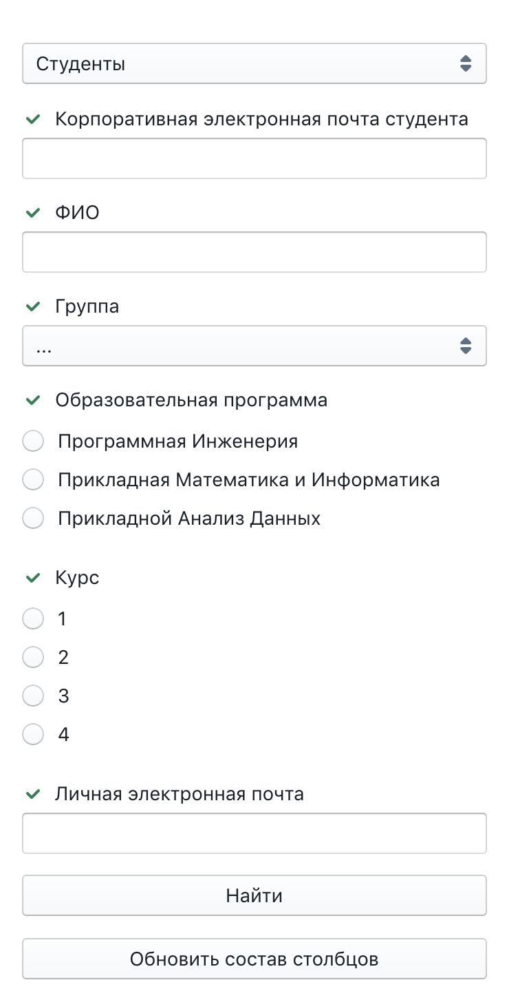 Студенты
Корпоративная электронная почта студента
ФИО
Группа
...
Образовательная программа
Программная Инженерия
Прикладная Математика и Информатика
Прикладной Анализ Данных
Курс
1
2
3
4
Личная электронная почта
Найти
Обновить состав столбцов